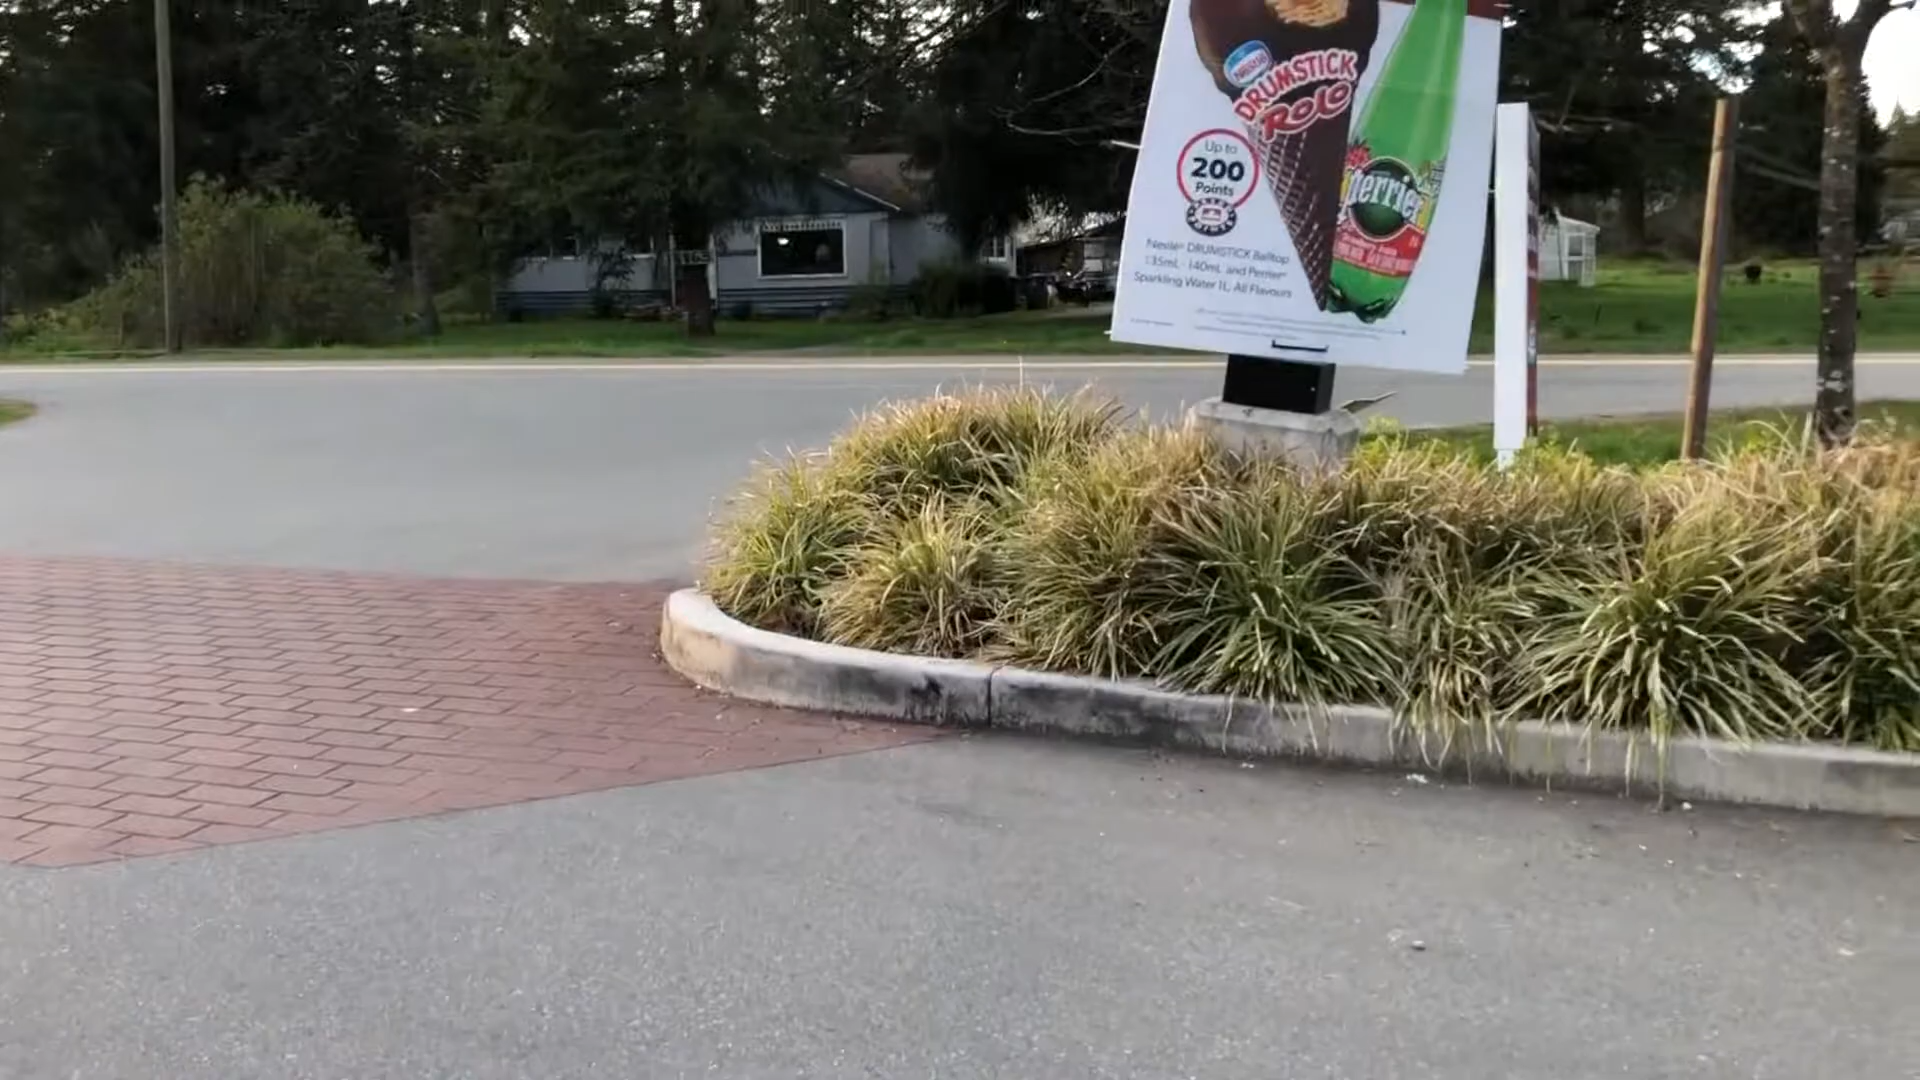 Nestlé
DRUMSTICK
ROLO
Up to
200
Points
perrier
Nestlé® DRUMSTICK Balltop
135mL - 140mL and Perrier®
Sparkling Water 1L, All Flavours